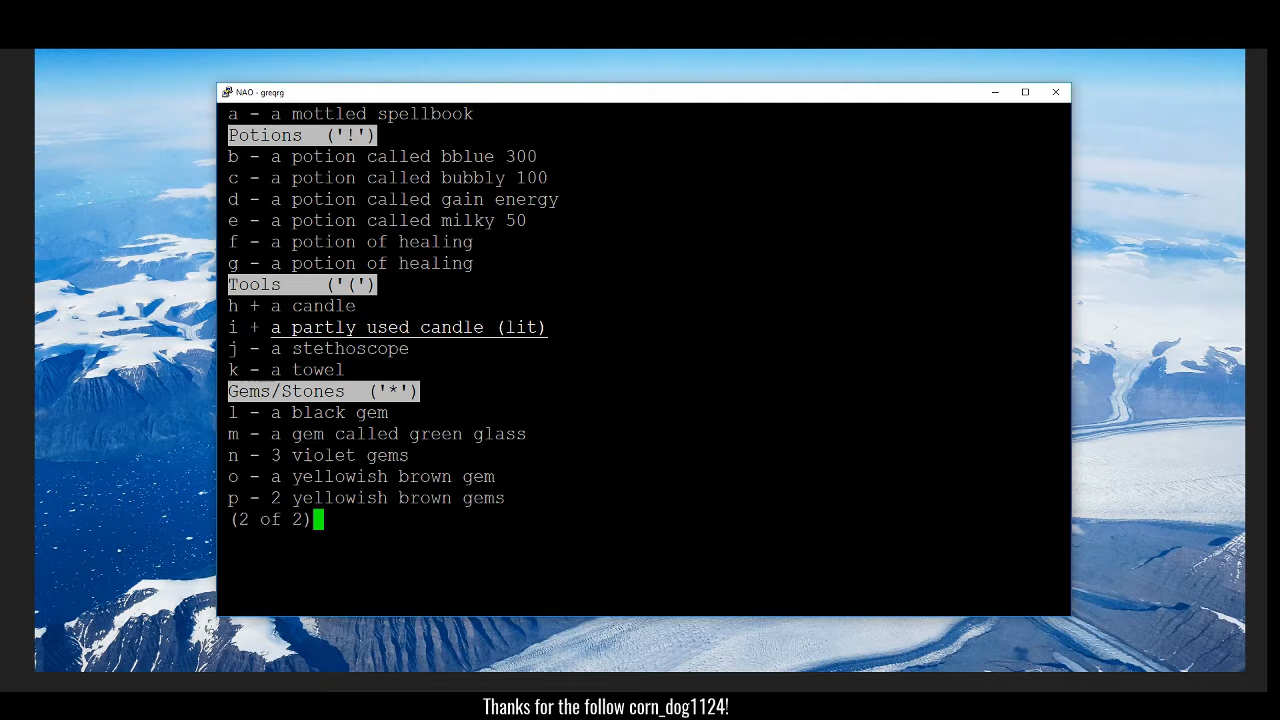 NAO - greqrg
a - a mottled spellbook
Potions  ('!')
b - a potion called bblue 300
c - a potion called bubbly 100
d - a potion called gain energy
e - a potion called milky 50
f - a potion of healing
g - a potion of healing
Tools    ('(')
h + a candle
i + a partly used candle (lit)
j - a stethoscope
k - a towel
Gems/Stones  ('*')
l - a black gem
m - a gem called green glass
n - 3 violet gems
o - a yellowish brown gem
p - 2 yellowish brown gems
(2 of 2)
Thanks for the follow corn_dog1124!